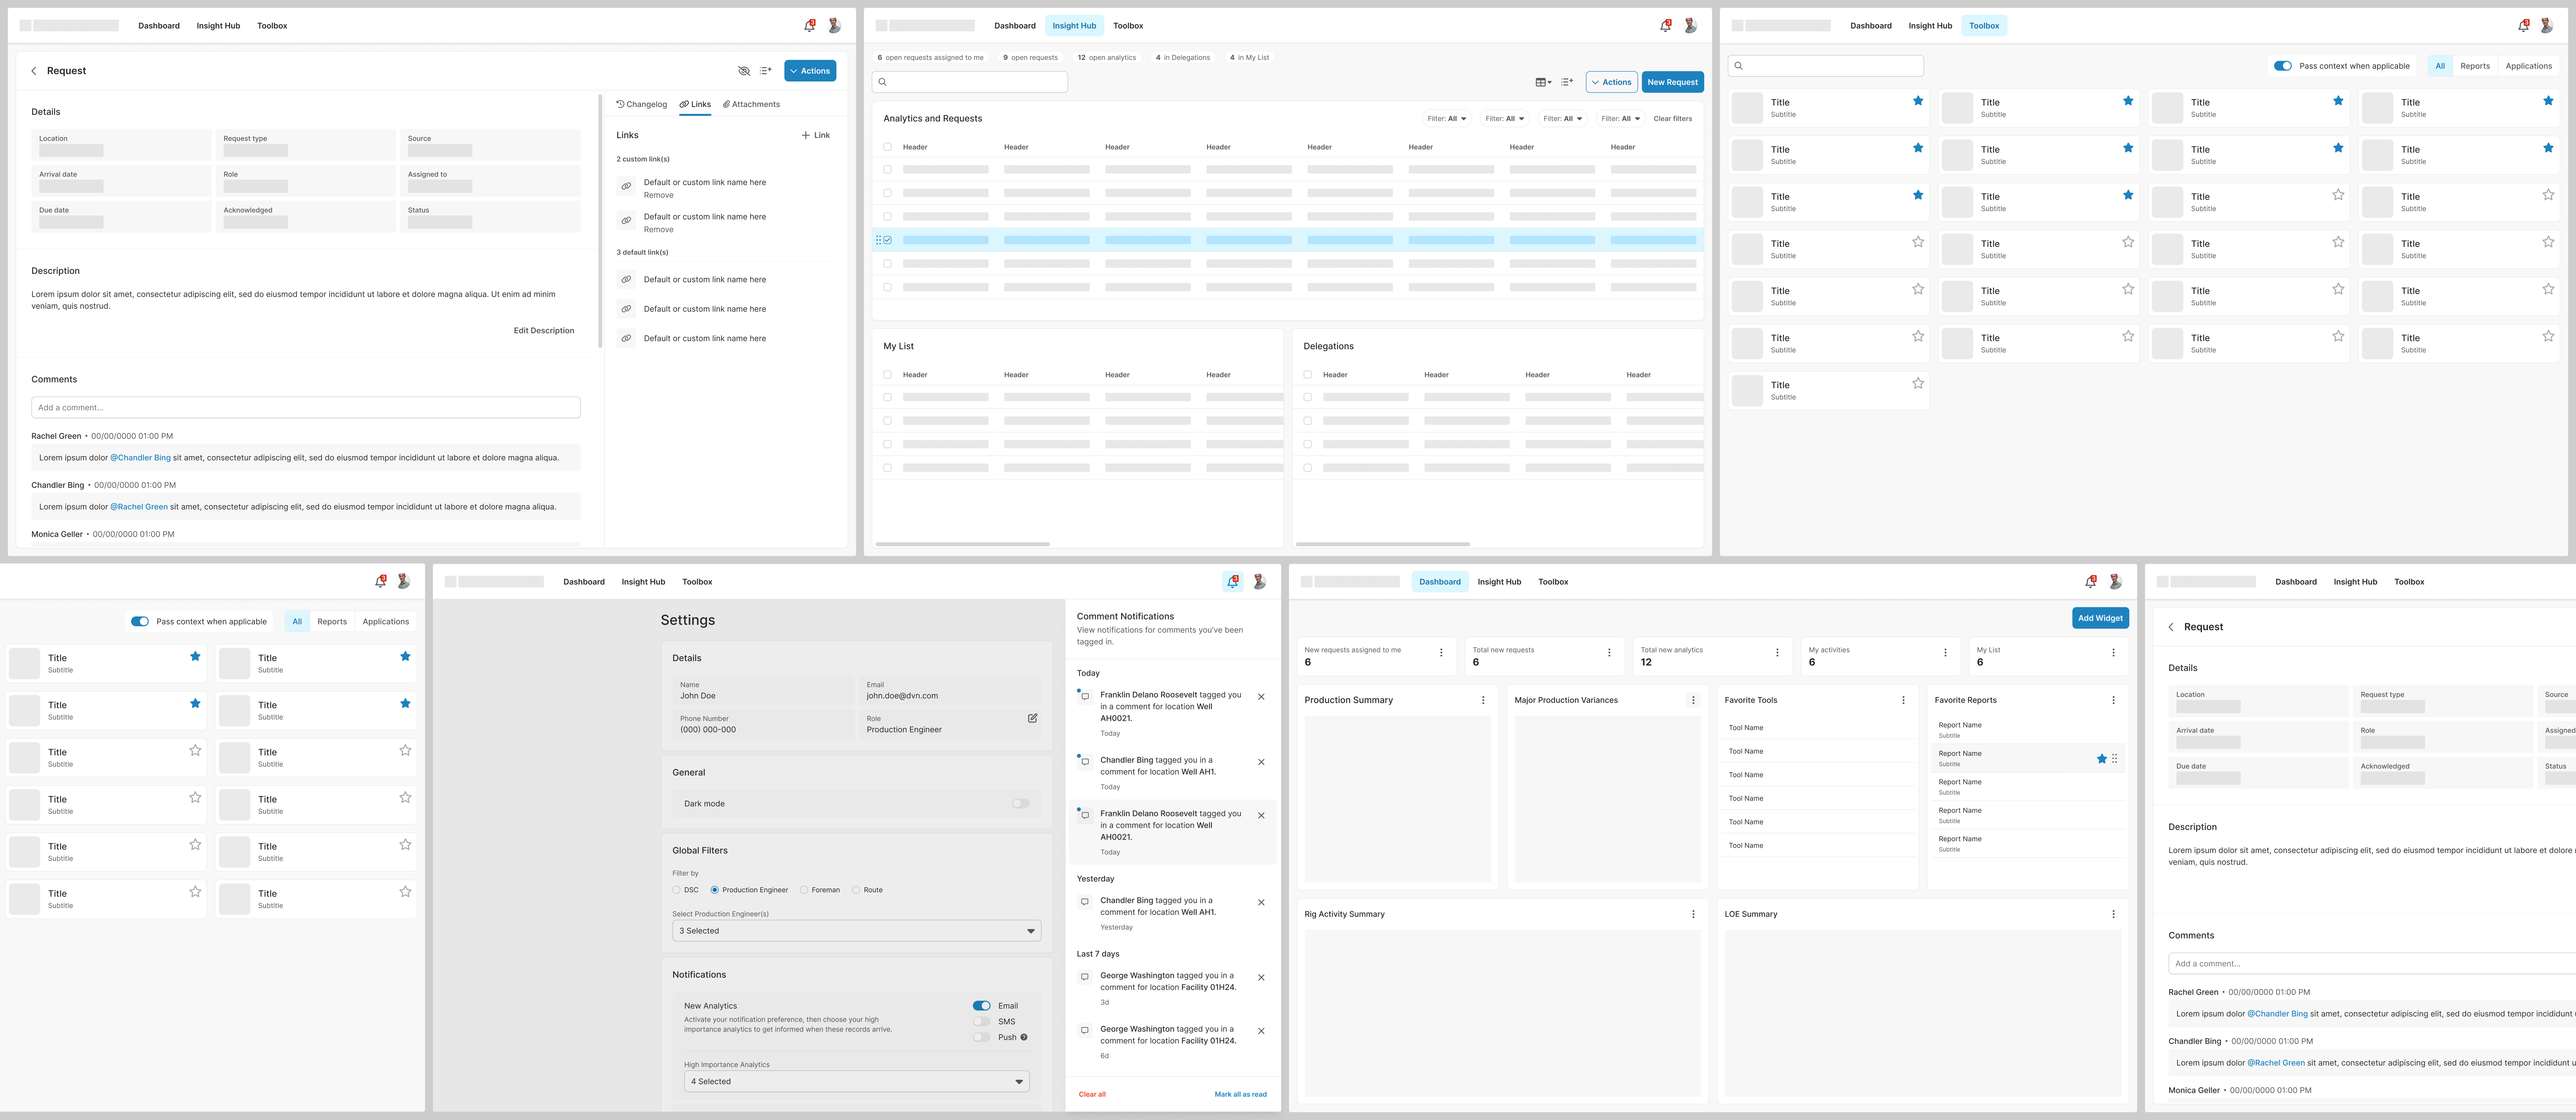 Dashboard Insight Hub Toolbox 3
Request Actions
Details
Location Request type Source
Arrival date Role Assigned to
Due date Acknowledged Status
Description
Lorem ipsum dolor sit amet, consectetur adipiscing elit, sed do eiusmod tempor incididunt ut labore et dolore magna aliqua. Ut enim ad minim
veniam, quis nostrud.
Edit Description
Comments
Add a comment...
Rachel Green • 00/00/0000 01:00 PM
Lorem ipsum dolor @Chandler Bing sit amet, consectetur adipiscing elit, sed do eiusmod tempor incididunt ut labore et dolore magna aliqua.
Chandler Bing • 00/00/0000 01:00 PM
Lorem ipsum dolor @Rachel Green sit amet, consectetur adipiscing elit, sed do eiusmod tempor incididunt ut labore et dolore magna aliqua.
Monica Geller • 00/00/0000 01:00 PM
Changelog Links Attachments
Links + Link
2 custom link(s)
Default or custom link name here
Remove
Default or custom link name here
Remove
3 default link(s)
Default or custom link name here
Default or custom link name here
Default or custom link name here
Dashboard Insight Hub Toolbox 3
6 open requests assigned to me 9 open requests 12 open analytics 4 in Delegations 4 in My List
Actions New Request
Analytics and Requests Filter: All Filter: All Filter: All Filter: All Clear filters
Header Header Header Header Header Header Header Header
My List
Header Header Header Header
Delegations
Header Header Header Header
Dashboard Insight Hub Toolbox 3
Pass context when applicable All Reports Applications
Title Title Title Title
Subtitle Subtitle Subtitle Subtitle
Title Title Title Title
Subtitle Subtitle Subtitle Subtitle
Title Title Title Title
Subtitle Subtitle Subtitle Subtitle
Title Title Title Title
Subtitle Subtitle Subtitle Subtitle
Title Title Title Title
Subtitle Subtitle Subtitle Subtitle
Title Title Title Title
Subtitle Subtitle Subtitle Subtitle
Title
Subtitle
3
Pass context when applicable All Reports Applications
Title Title
Subtitle Subtitle
Title Title
Subtitle Subtitle
Title Title
Subtitle Subtitle
Title Title
Subtitle Subtitle
Title Title
Subtitle Subtitle
Title Title
Subtitle Subtitle
Dashboard Insight Hub Toolbox 3
Settings
Details
Name Email
John Doe john.doe@dvn.com
Phone Number Role
(000) 000-000 Production Engineer
General
Dark mode
Global Filters
Filter by
DSC Production Engineer Foreman Route
Select Production Engineer(s)
3 Selected
Notifications
New Analytics Email
Activate your notification preference, then choose your high
importance analytics to get informed when these records arrive.
SMS
Push
High Importance Analytics
4 Selected
Comment Notifications
View notifications for comments you've been
tagged in.
Today
Franklin Delano Roosevelt tagged you
in a comment for location Well
AH0021.
Today
Chandler Bing tagged you in a
comment for location Well AH1.
Today
Franklin Delano Roosevelt tagged you
in a comment for location Well
AH0021.
Today
Yesterday
Chandler Bing tagged you in a
comment for location Well AH1.
Yesterday
Last 7 days
George Washington tagged you in a
comment for location Facility 01H24.
3d
George Washington tagged you in a
comment for location Facility 01H24.
6d
Clear all Mark all as read
Dashboard Insight Hub Toolbox 3
Add Widget
New requests assigned to me Total new requests Total new analytics My activities My List
6 6 12 6 6
Production Summary Major Production Variances
Favorite Tools
Tool Name
Tool Name
Tool Name
Tool Name
Tool Name
Tool Name
Favorite Reports
Report Name
Subtitle
Report Name
Subtitle
Report Name
Subtitle
Report Name
Subtitle
Report Name
Subtitle
Rig Activity Summary LOE Summary
Dashboard Insight Hub Toolbox
Request
Details
Location Request type Source
Arrival date Role Assigned
Due date Acknowledged Status
Description
Lorem ipsum dolor sit amet, consectetur adipiscing elit, sed do eiusmod tempor incididunt ut labore et dolore
veniam, quis nostrud.
Comments
Add a comment...
Rachel Green • 00/00/0000 01:00 PM
Lorem ipsum dolor @Chandler Bing sit amet, consectetur adipiscing elit, sed do eiusmod tempor incididunt
Chandler Bing • 00/00/0000 01:00 PM
Lorem ipsum dolor @Rachel Green sit amet, consectetur adipiscing elit, sed do eiusmod tempor incididunt
Monica Geller • 00/00/0000 01:00 PM